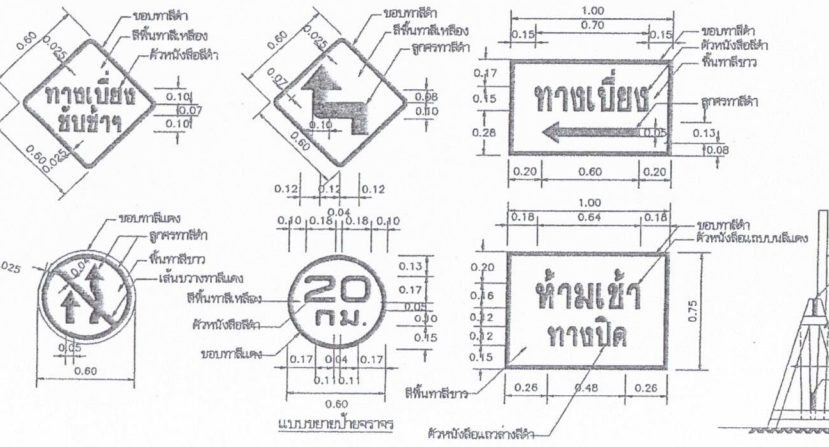 ขอบทาสีดำ
สีพื้นทาสีเหลือง
ตัวหนังสือสีดำ
0.60
0.025
ทางเบี่ยง
ขับช้าๆ
0.10
0.07
0.10
0.60
0.025
ขอบทาสีดำ
สีพื้นทาสีเหลือง
ลูกศรทาสีดำ
0.60
0.025
0.07
0.08
0.10
0.10
0.60
0.12
0.12
0.12
1.00
0.15
0.70
0.15
ขอบทาสีดำ
ตัวหนังสือสีดำ
พื้นทาสีขาว
ลูกศรทาสีดำ
0.17
0.15
0.28
ทางเบี่ยง
0.05
0.13
0.08
0.20
0.60
0.20
ขอบทาสีแดง
ลูกศรทาสีดำ
พื้นทาสีขาว
เส้นขวางทาสีแดง
0.04
0.05
0.60
0.04
0.10
0.18
0.18
0.10
สีพื้นทาสีเหลือง
ตัวหนังสือสีดำ
ขอบทาสีแดง
20
กม.
0.13
0.17
0.05
0.10
0.15
0.17
0.04
0.17
0.11
0.11
0.60
แบบขยายป้ายจราจร
1.00
0.18
0.64
0.18
ขอบทาสีดำ
ตัวหนังสือแถบบนสีแดง
0.20
0.16
0.12
0.12
0.15
ห้ามเข้า
ทางปิด
0.75
สีพื้นทาสีขาว
0.26
0.48
0.26
ตัวหนังสือแถวล่างสีดำ